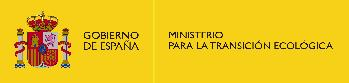 GOBIERNO
DE ESPAÑA
MINISTERIO
PARA LA TRANSICIÓN ECOLÓGICA